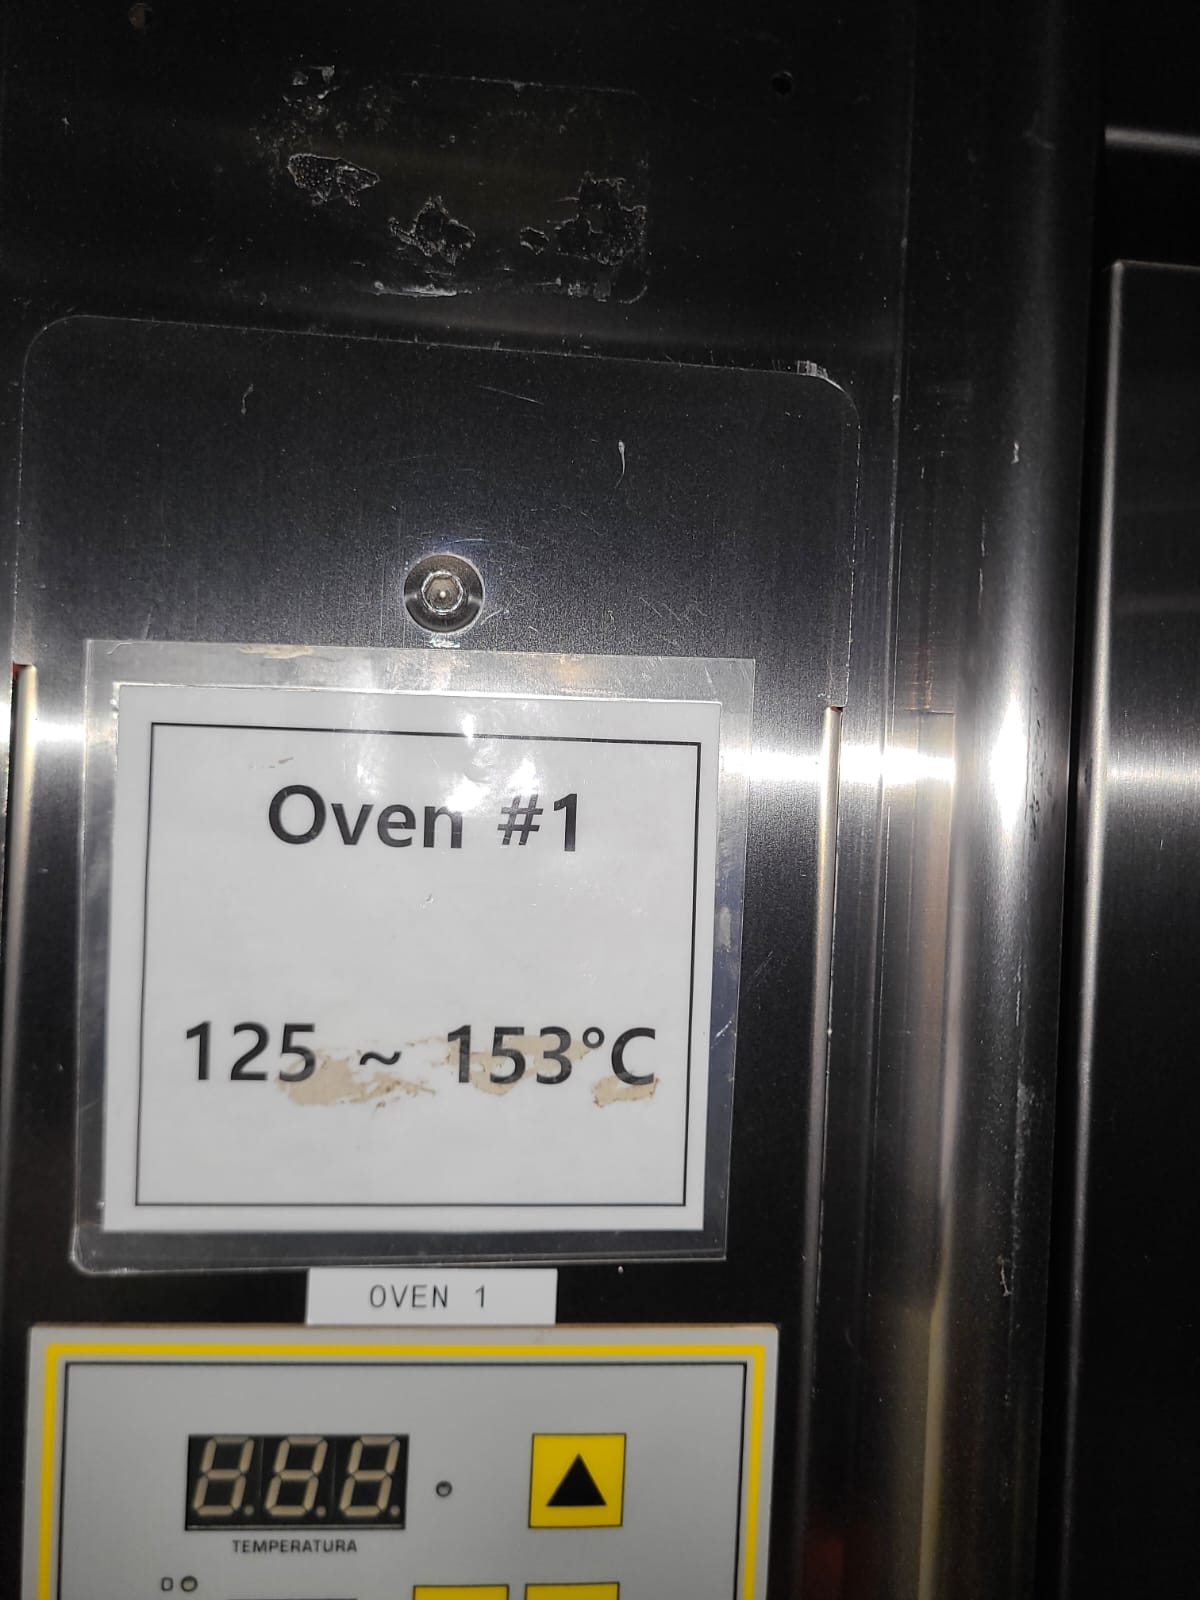 Oven #1
125 ~ 153°C
OVEN 1
TEMPERATURA